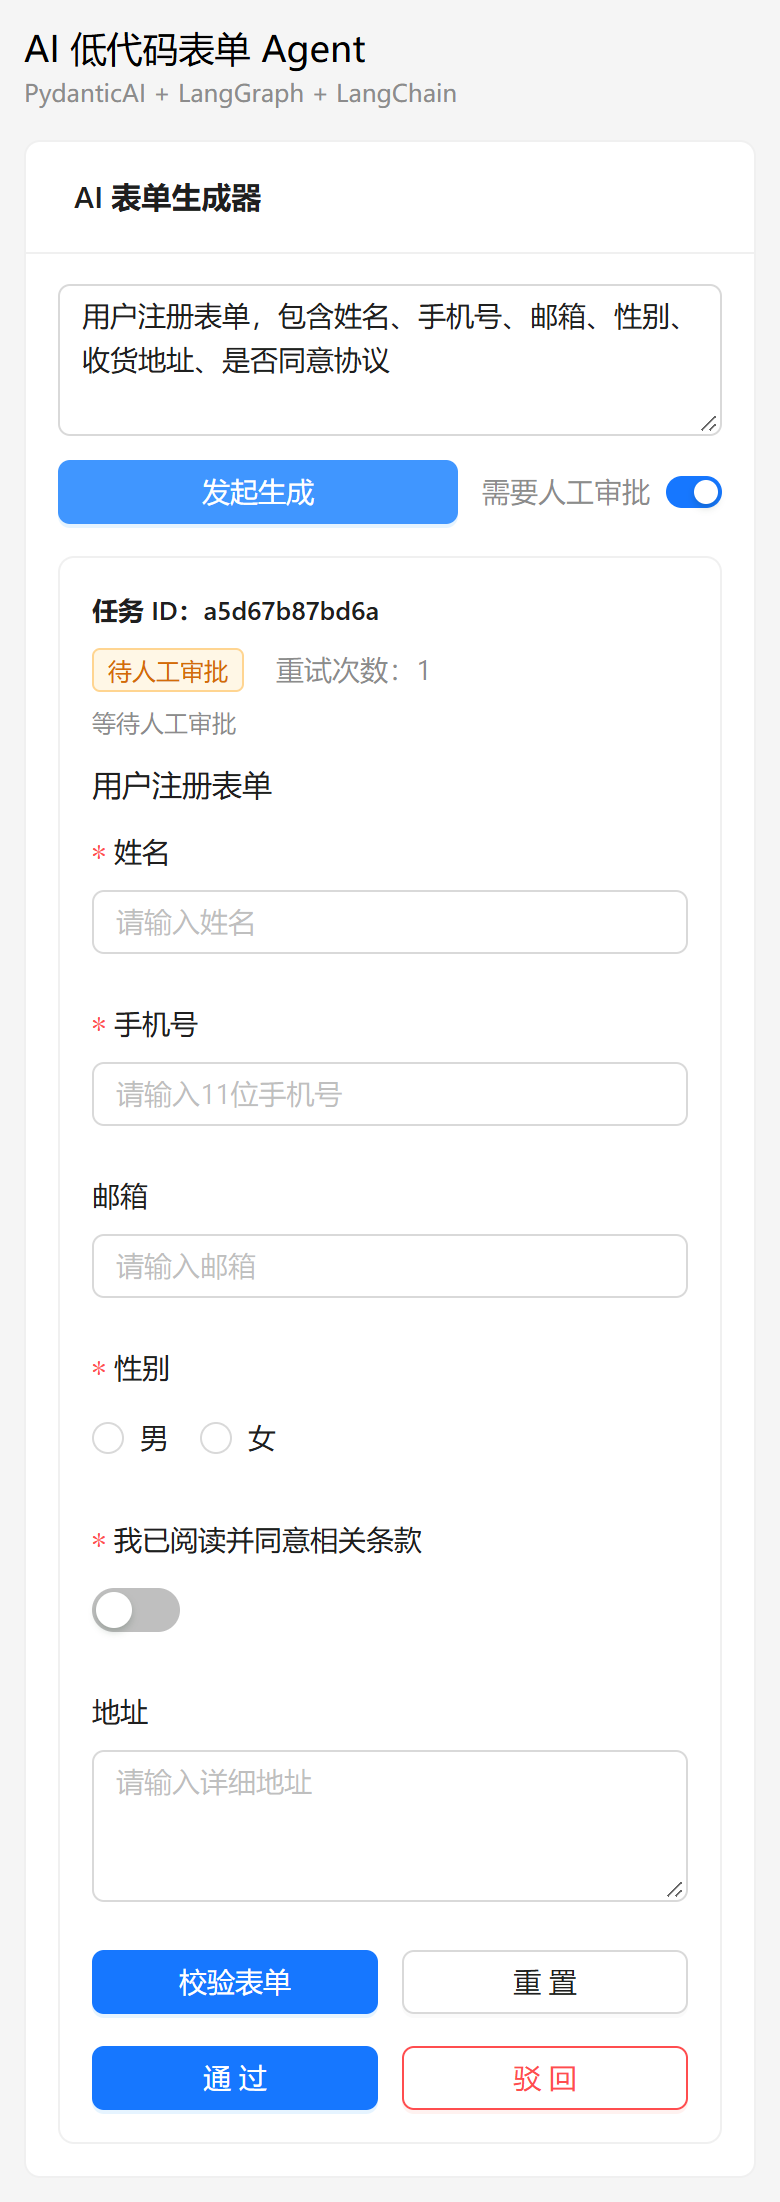 AI 低代码表单 Agent
PydanticAI + LangGraph + LangChain
AI 表单生成器
用户注册表单，包含姓名、手机号、邮箱、性别、
收货地址、是否同意协议
发起生成 需要人工审批
任务 ID：a5d67b87bd6a
待人工审批 重试次数：1
等待人工审批
用户注册表单
* 姓名
请输入姓名
* 手机号
请输入11位手机号
邮箱
请输入邮箱
* 性别
男 女
* 我已阅读并同意相关条款
地址
请输入详细地址
校验表单 重 置
通 过 驳 回